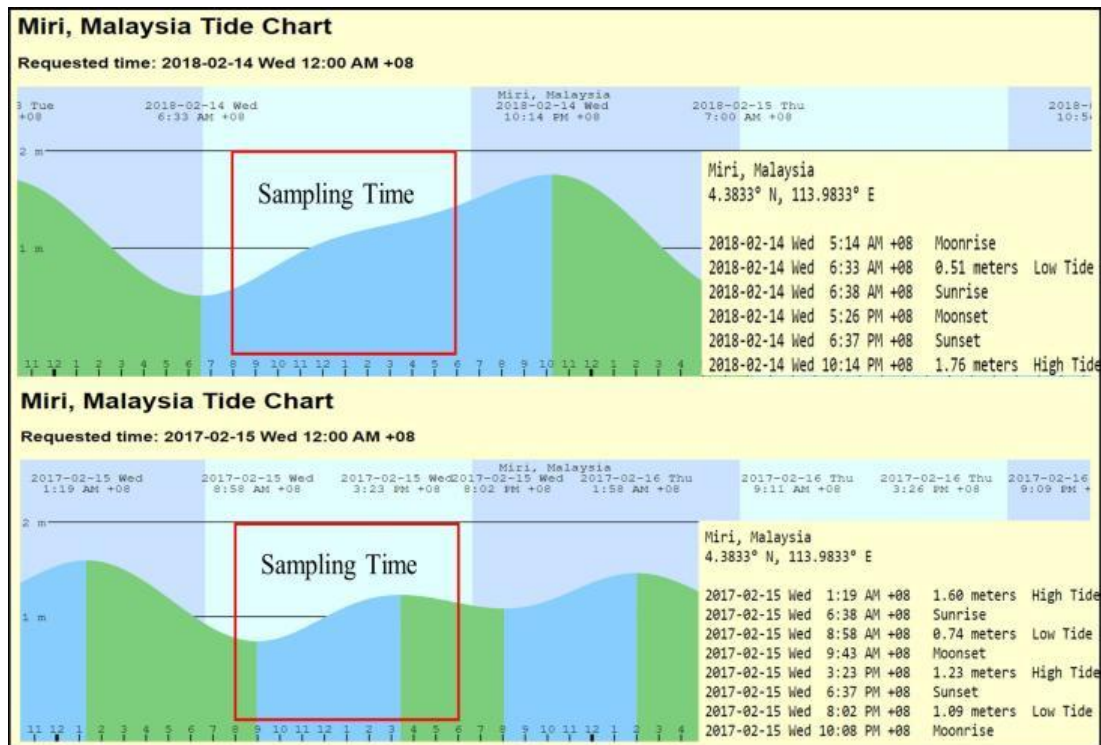 Miri, Malaysia Tide Chart
Requested time: 2018-02-14 Wed 12:00 AM +08
Miri, Malaysia
3 Tue 2018-02-14 Wed 2018-02-14 Wed 2018-02-15 Thu 2018-
+08 6:33 AM +08 10:14 PM +08 7:00 AM +08 10:5
2 m
Sampling Time
1 m
Miri, Malaysia
4.3833° N, 113.9833° E
2018-02-14 Wed 5:14 AM +08 Moonrise
2018-02-14 Wed 6:33 AM +08 0.51 meters Low Tide
2018-02-14 Wed 6:38 AM +08 Sunrise
2018-02-14 Wed 5:26 PM +08 Moonset
2018-02-14 Wed 6:37 PM +08 Sunset
2018-02-14 Wed 10:14 PM +08 1.76 meters High Tide
11 12 1 2 3 4 5 6 7 8 9 10 11 12 1 2 3 4 5 6 7 8 9 10 11 12 1 2 3 4
Miri, Malaysia Tide Chart
Requested time: 2017-02-15 Wed 12:00 AM +08
Miri, Malaysia
2017-02-15 Wed 2017-02-15 Wed 2017-02-15 Wed 2017-02-15 Wed 2017-02-16 Thu 2017-02-16 Thu 2017-02-16 Thu 2017-02-16
1:19 AM +08 8:58 AM +08 3:23 PM +08 8:02 PM +08 1:58 AM +08 9:11 AM +08 3:26 PM +08 9:09 PM +
2 m
Sampling Time
1 m
Miri, Malaysia
4.3833° N, 113.9833° E
2017-02-15 Wed 1:19 AM +08 1.60 meters High Tide
2017-02-15 Wed 6:38 AM +08 Sunrise
2017-02-15 Wed 8:58 AM +08 0.74 meters Low Tide
2017-02-15 Wed 9:43 AM +08 Moonset
2017-02-15 Wed 3:23 PM +08 1.23 meters High Tide
2017-02-15 Wed 6:37 PM +08 Sunset
2017-02-15 Wed 8:02 PM +08 1.09 meters Low Tide
2017-02-15 Wed 10:08 PM +08 Moonrise
11 12 1 2 3 4 5 6 7 8 9 10 11 12 1 2 3 4 5 6 7 8 9 10 11 12 1 2 3 4